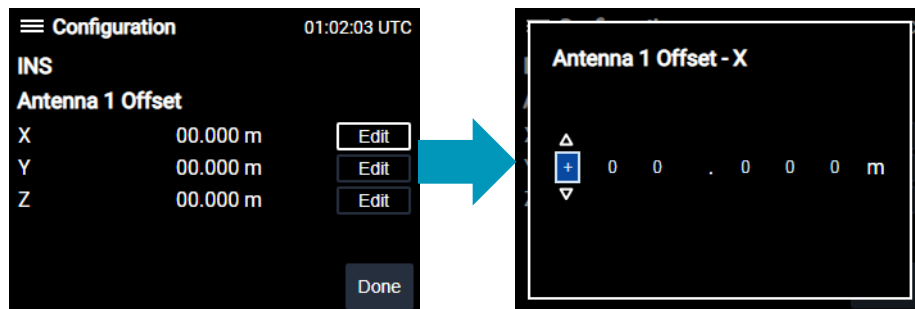 Configuration 01:02:03 UTC
INS
Antenna 1 Offset
X 00.000 m Edit
Y 00.000 m Edit
Z 00.000 m Edit
Done
Antenna 1 Offset - X
+ 0 0 . 0 0 0 m